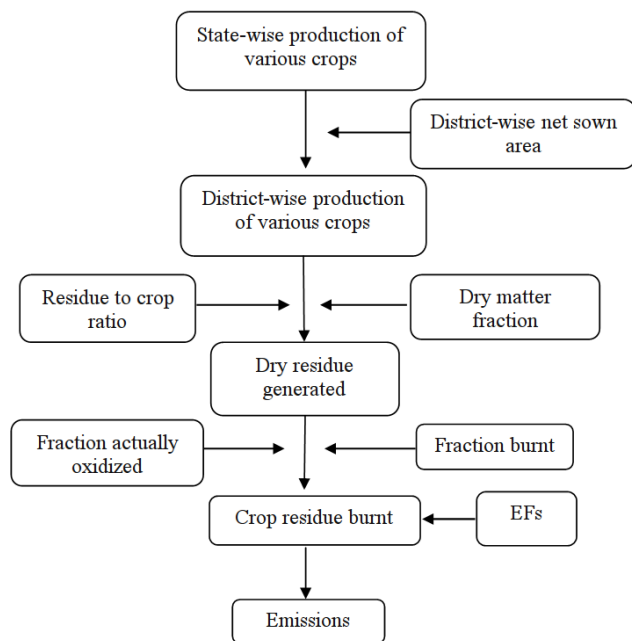 State-wise production of
various crops
District-wise net sown
area
District-wise production
of various crops
Residue to crop
ratio
Dry matter
fraction
Dry residue
generated
Fraction actually
oxidized
Fraction burnt
Crop residue burnt
EFs
Emissions